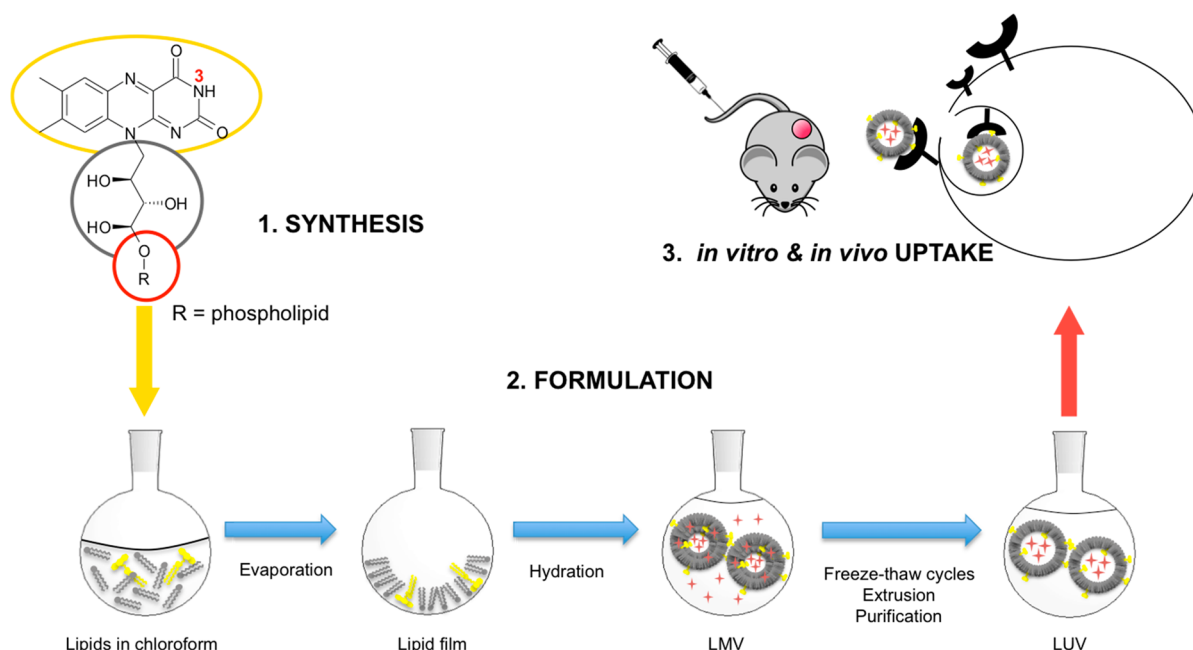 O
3
N
NH
N
N
O
HO
OH
HO
O
R
1. SYNTHESIS
R = phospholipid
3. in vitro & in vivo UPTAKE
2. FORMULATION
Evaporation
Hydration
Freeze-thaw cycles
Extrusion
Purification
Lipids in chloroform
Lipid film
LMV
LUV